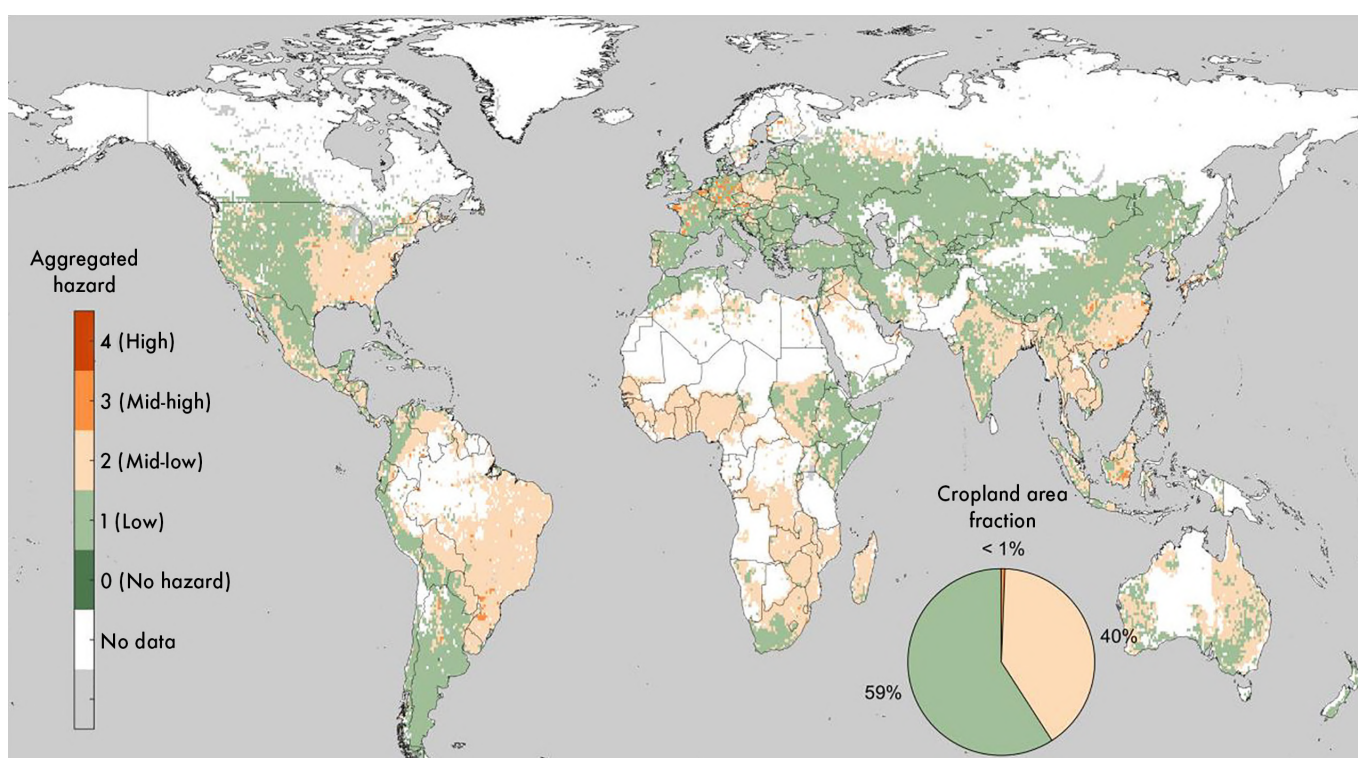 Aggregated
hazard
4 (High)
3 (Mid-high)
2 (Mid-low)
1 (Low)
0 (No hazard)
No data
Cropland area
fraction
< 1%
40%
59%